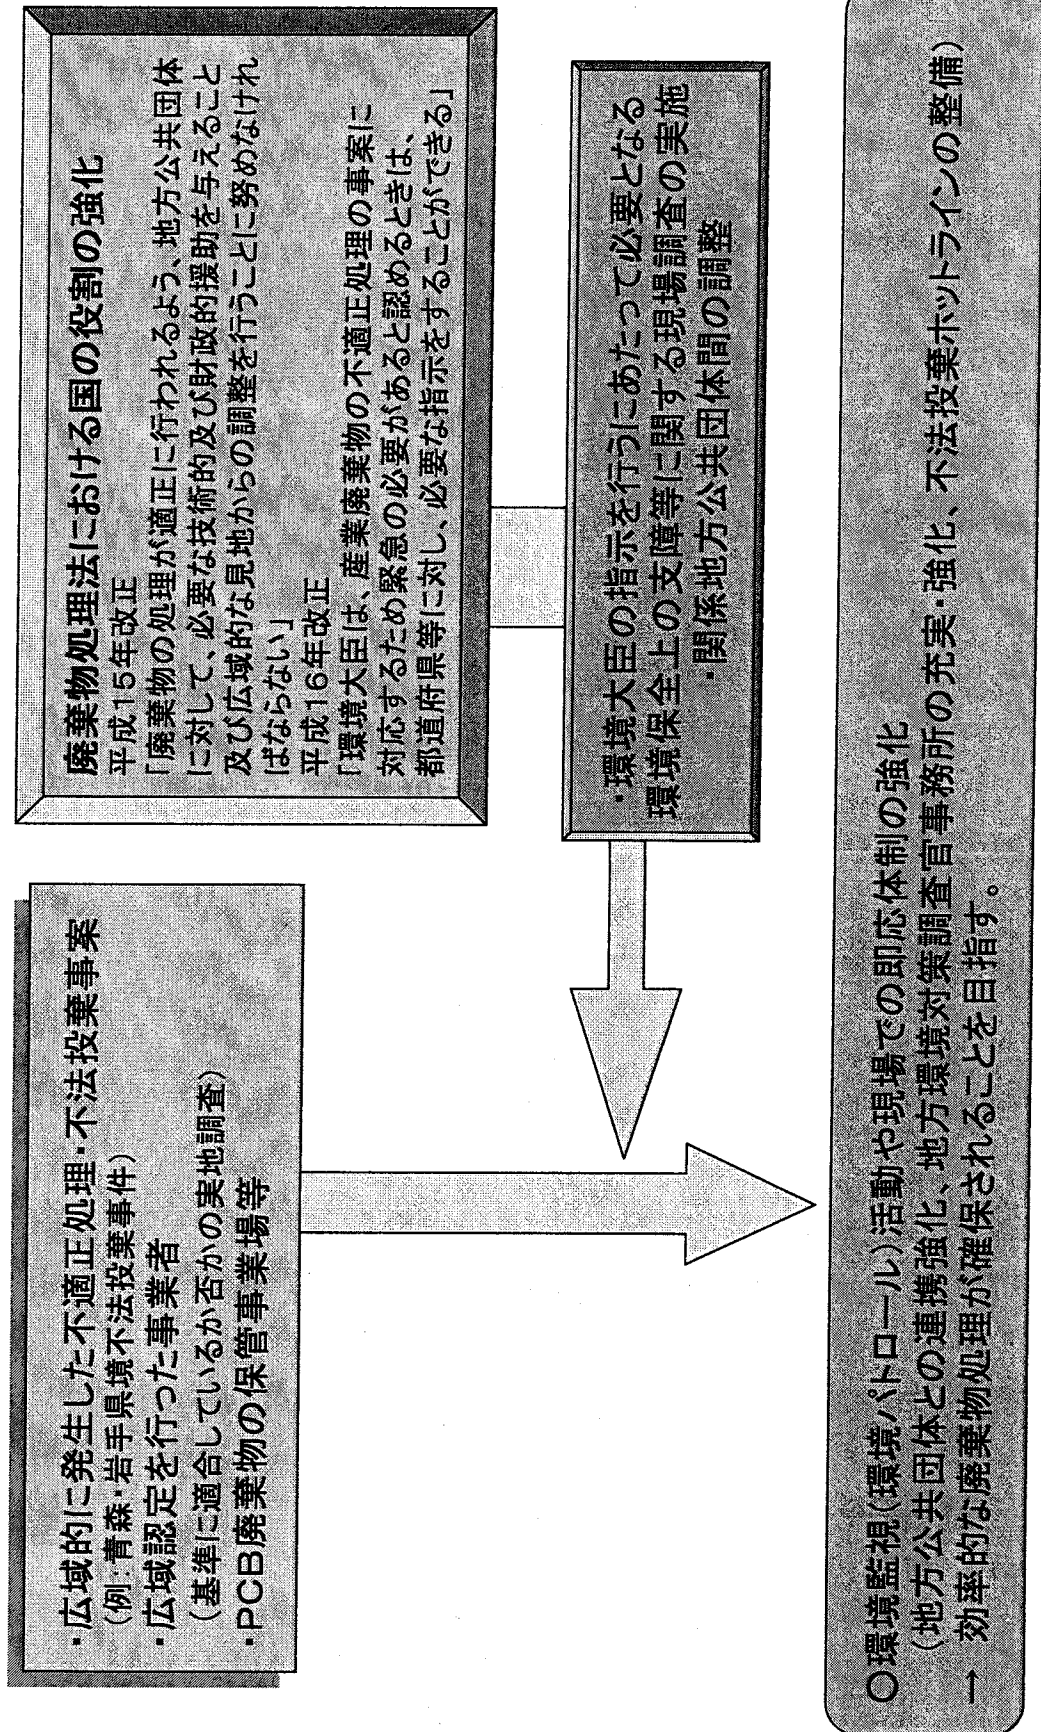 ・広域的に発生した不適正処理・不法投棄事案
(例:青森・岩手県境不法投棄事件)
・広域認定を行った事業者
(基準に適合しているか否かの実地調査)
・PCB廃棄物の保管事業場等
廃棄物処理法における国の役割の強化
平成15年改正
「廃棄物の処理が適正に行われるよう、地方公共団体
に対して、必要な技術的及び財政的援助を与えること
及び広域的な見地からの調整を行うことに努めなけれ
ばならない」
平成16年改正
「環境大臣は、産業廃棄物の不適正処理の事案に
対応するため緊急の必要があると認めるときは、
都道府県等に対し、必要な指示をすることができる」
・環境大臣の指示を行うにあたって必要となる
環境保全上の支障等に関する現場調査の実施
・関係地方公共団体間の調整
○環境監視(環境パトロール)活動や現場での即応体制の強化
(地方公共団体との連携強化、地方環境対策調査官事務所の充実・強化、不法投棄ホットラインの整備)
→ 効率的な廃棄物処理が確保されることを目指す。